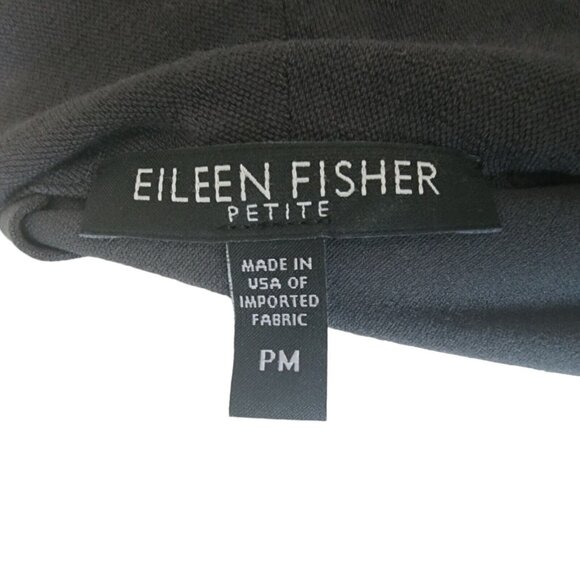 EILEEN FISHER
PETITE
MADE IN
USA OF
IMPORTED
FABRIC
PM